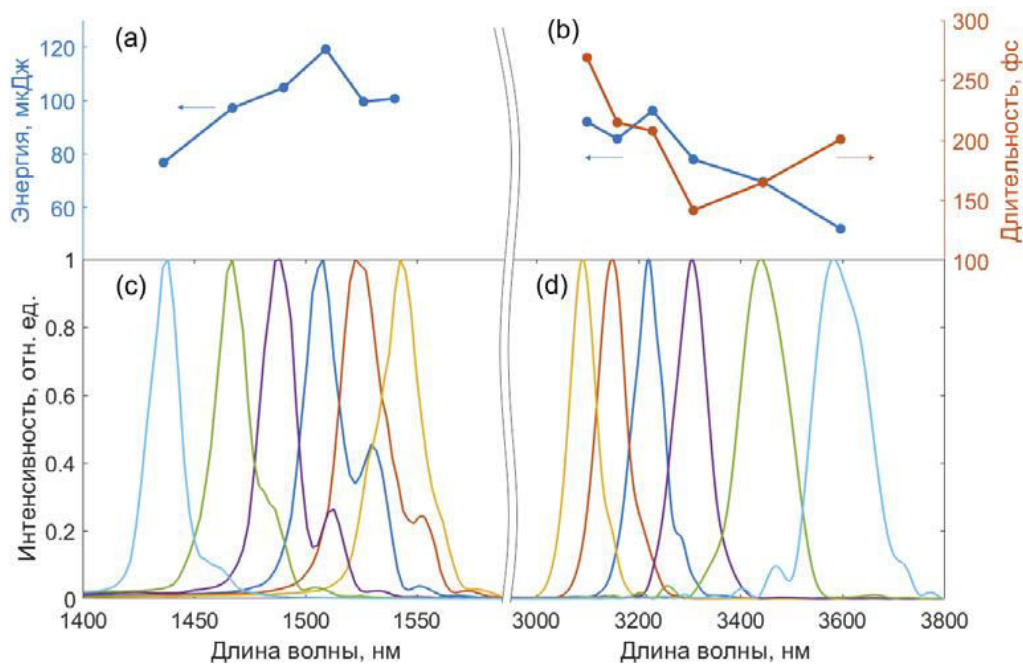 (a)
(b)
Энергия, мкДж
120
100
80
60
300
250
200
150
100
Длительность, фс
(c)
(d)
Интенсивность, отн. ед.
1
0.8
0.6
0.4
0.2
0
1400 1450 1500 1550 3000 3200 3400 3600 3800
Длина волны, нм Длина волны, нм